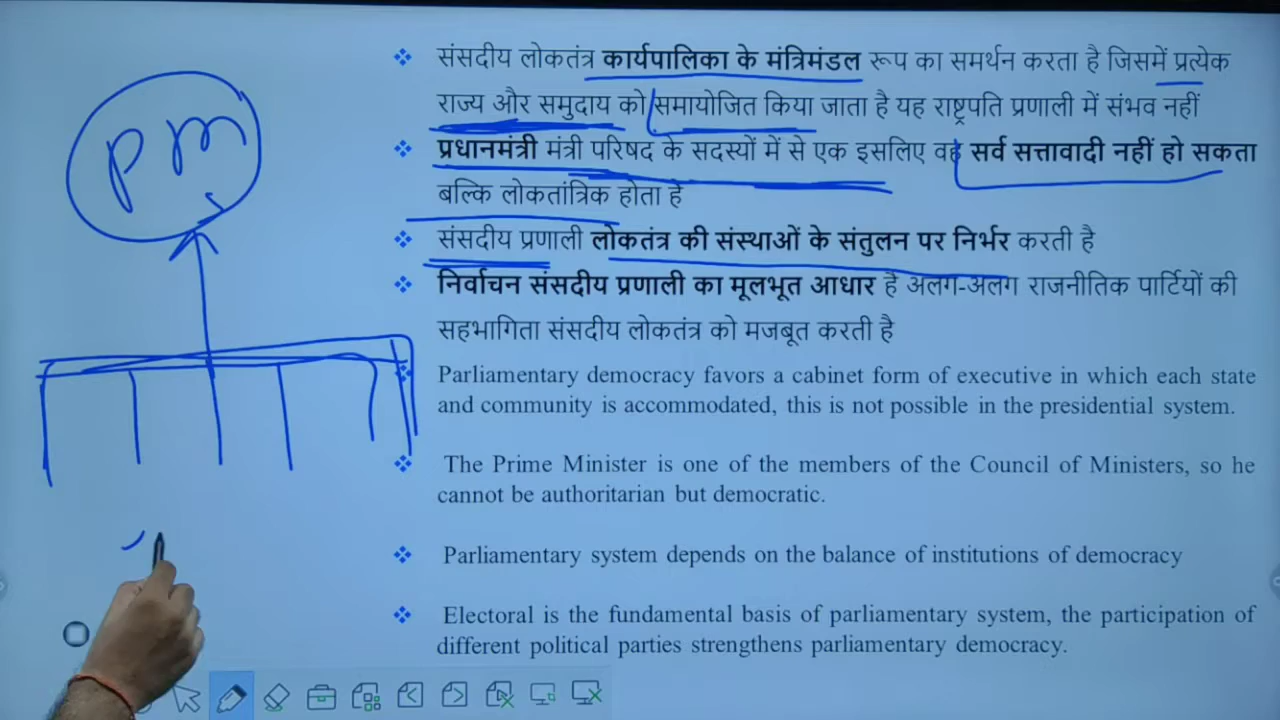 pm
संसदीय लोकतंत्र कार्यपालिका के मंत्रिमंडल रूप का समर्थन करता है जिसमें प्रत्येक
राज्य और समुदाय को समायोजित किया जाता है यह राष्ट्रपति प्रणाली में संभव नहीं
प्रधानमंत्री मंत्री परिषद के सदस्यों में से एक इसलिए वह सर्व सत्तावादी नहीं हो सकता
बल्कि लोकतांत्रिक होता है
संसदीय प्रणाली लोकतंत्र की संस्थाओं के संतुलन पर निर्भर करती है
निर्वाचन संसदीय प्रणाली का मूलभूत आधार है अलग-अलग राजनीतिक पार्टियों की
सहभागिता संसदीय लोकतंत्र को मजबूत करती है
Parliamentary democracy favors a cabinet form of executive in which each state
and community is accommodated, this is not possible in the presidential system.
The Prime Minister is one of the members of the Council of Ministers, so he
cannot be authoritarian but democratic.
Parliamentary system depends on the balance of institutions of democracy
Electoral is the fundamental basis of parliamentary system, the participation of
different political parties strengthens parliamentary democracy.